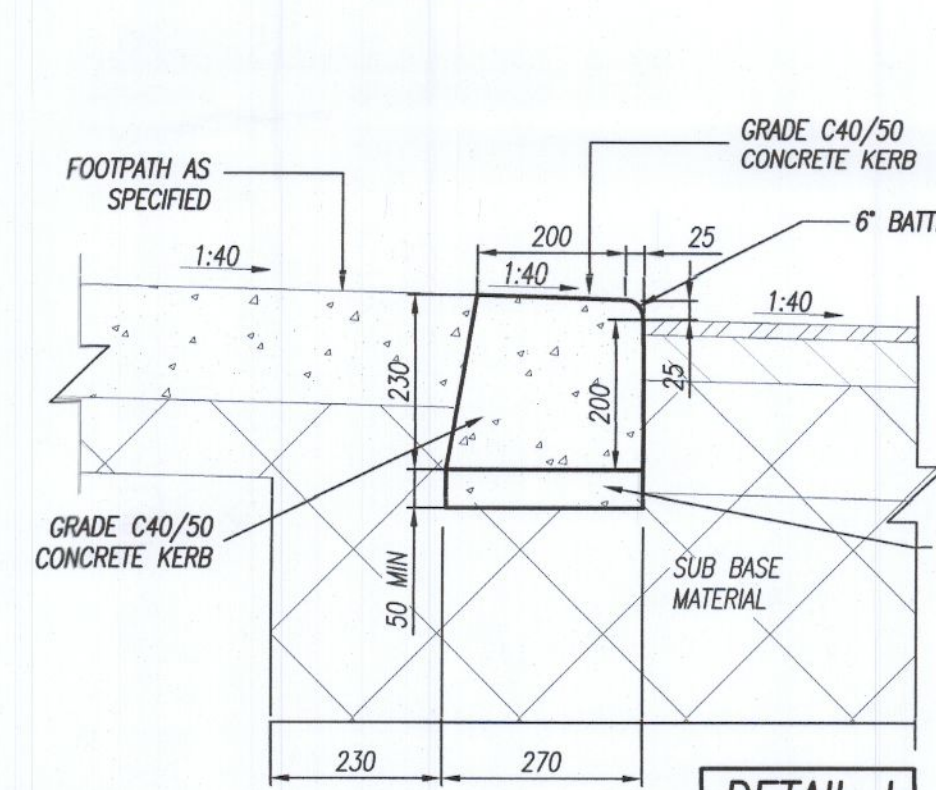 GRADE C40/50
CONCRETE KERB
FOOTPATH AS
SPECIFIED
200
25
6°
1:40
1:40
1:40
230
200
25
GRADE C40/50
CONCRETE KERB
50 MIN
SUB BASE
MATERIAL
230
270